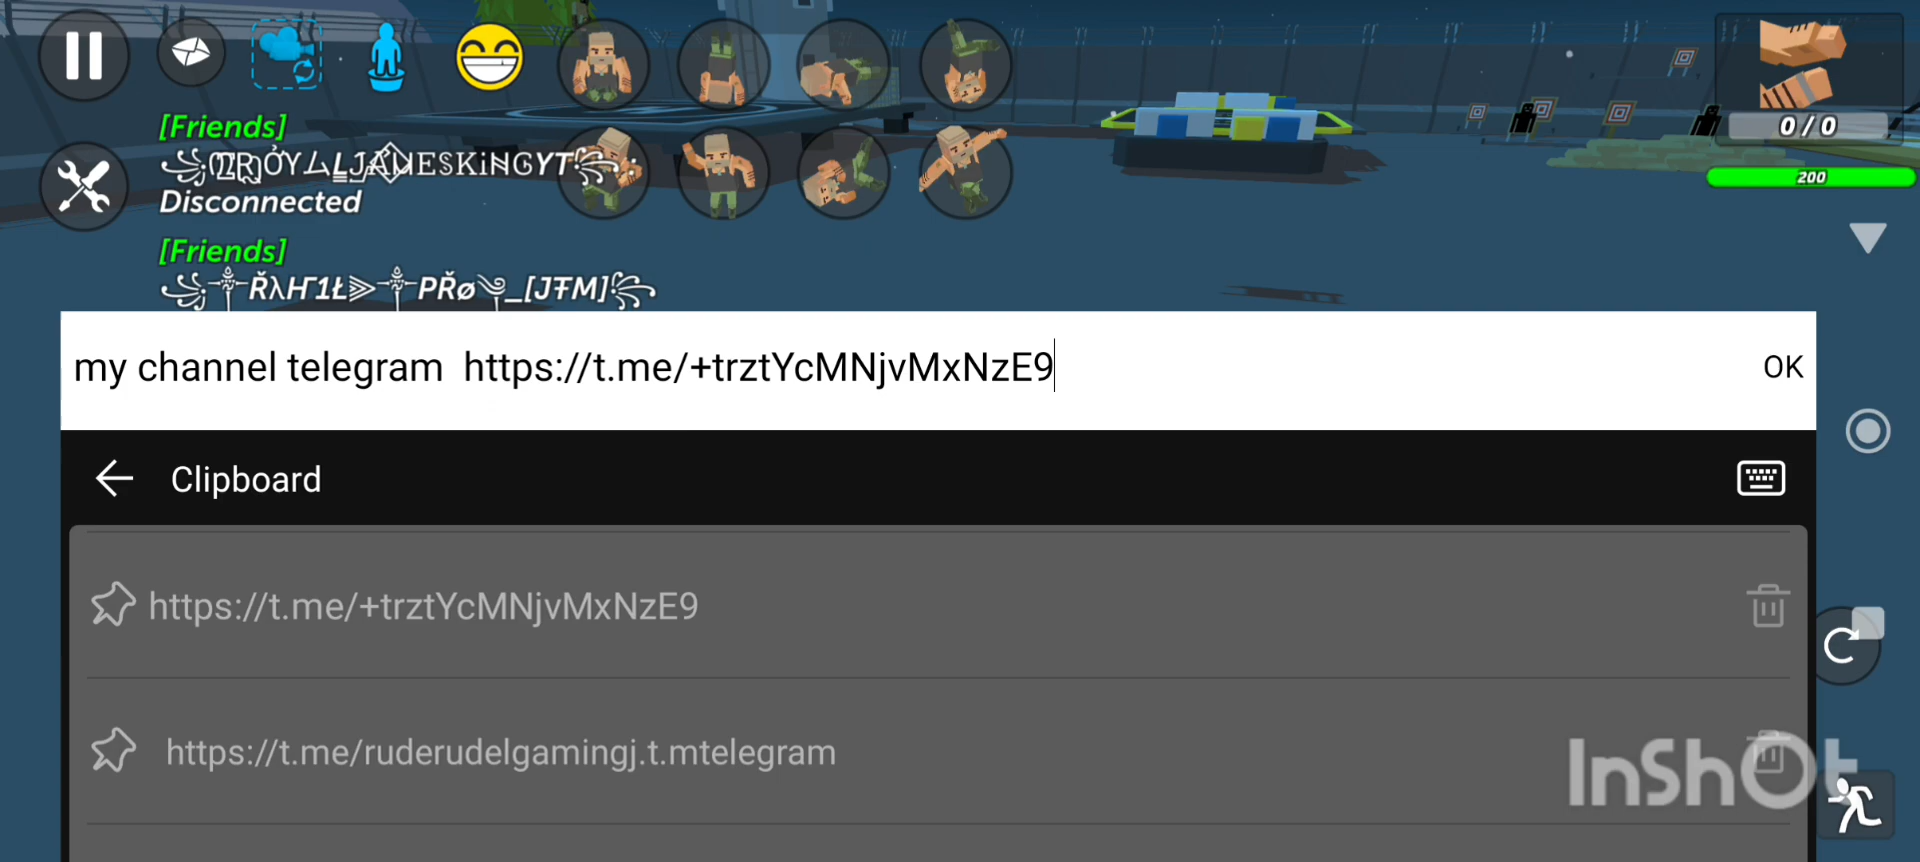 [Friends]
Disconnected
0 / 0
200
[Friends]
my channel telegram  https://t.me/+trztYcMNjvMxNzE9
OK
Clipboard
https://t.me/+trztYcMNjvMxNzE9
https://t.me/ruderudelgamingj.t.mtelegram
InShOt